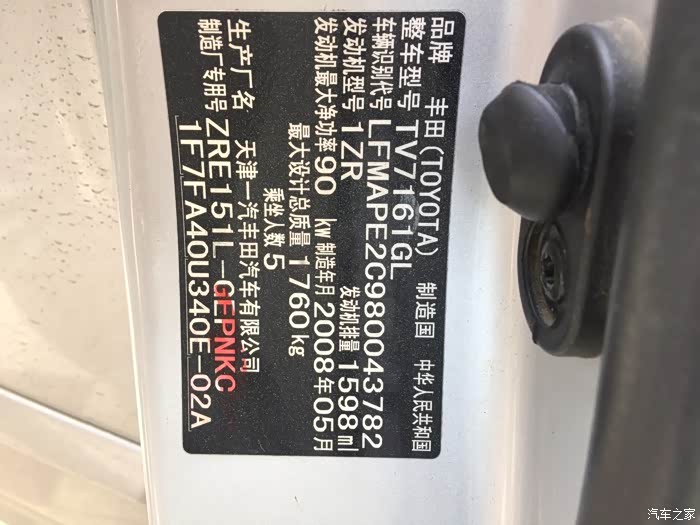 品牌 丰田(TOYOTA) 制造国 中华人民共和国
整车型号 TV7161GL
车辆识别代号 LFMAPE2C980043782
发动机型号 1ZR 发动机排量 1598ml
发动机最大净功率 90 kW 制造年月 2008年05月
最大设计总质量 1760kg
乘坐人数 5
生产厂名 天津一汽丰田汽车有限公司
制造厂专用号 ZRE151L-GEPNKC
1F7FA40U340E-02A
汽车之家